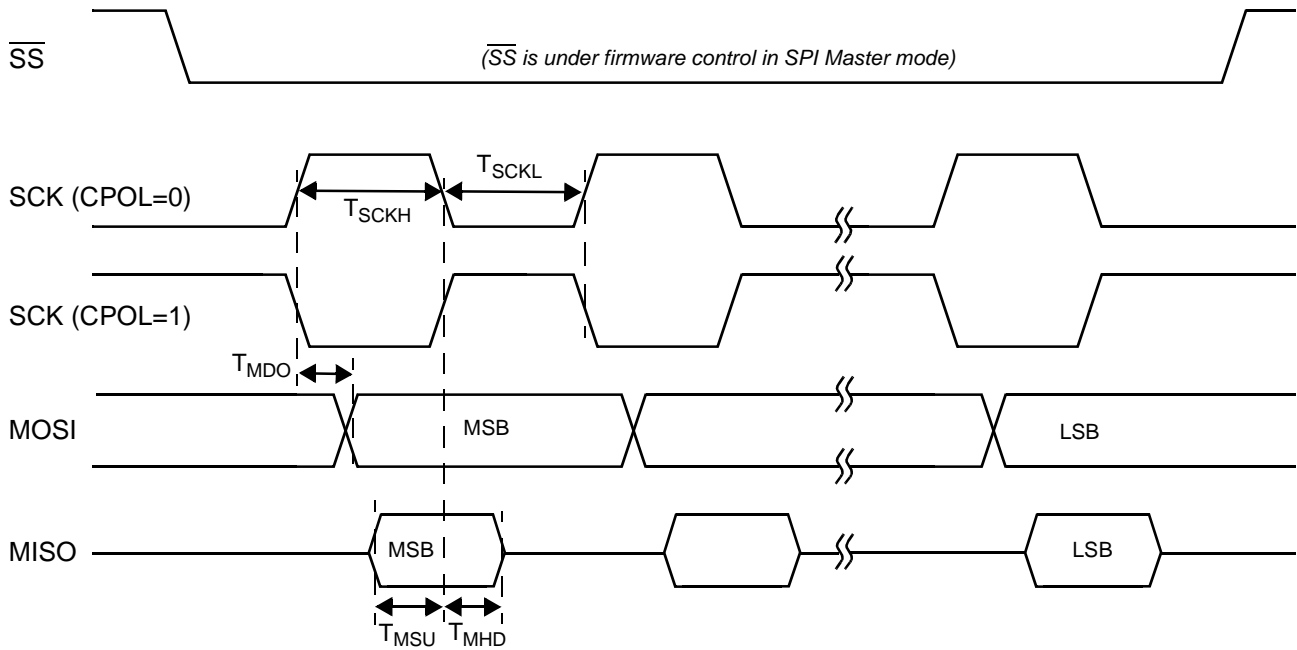 SS
(SS is under firmware control in SPI Master mode)
TSCKL
SCK (CPOL=0)
TSCKH
SCK (CPOL=1)
TMDO
MOSI
MSB
LSB
MISO
MSB
LSB
TMSU
TMHD